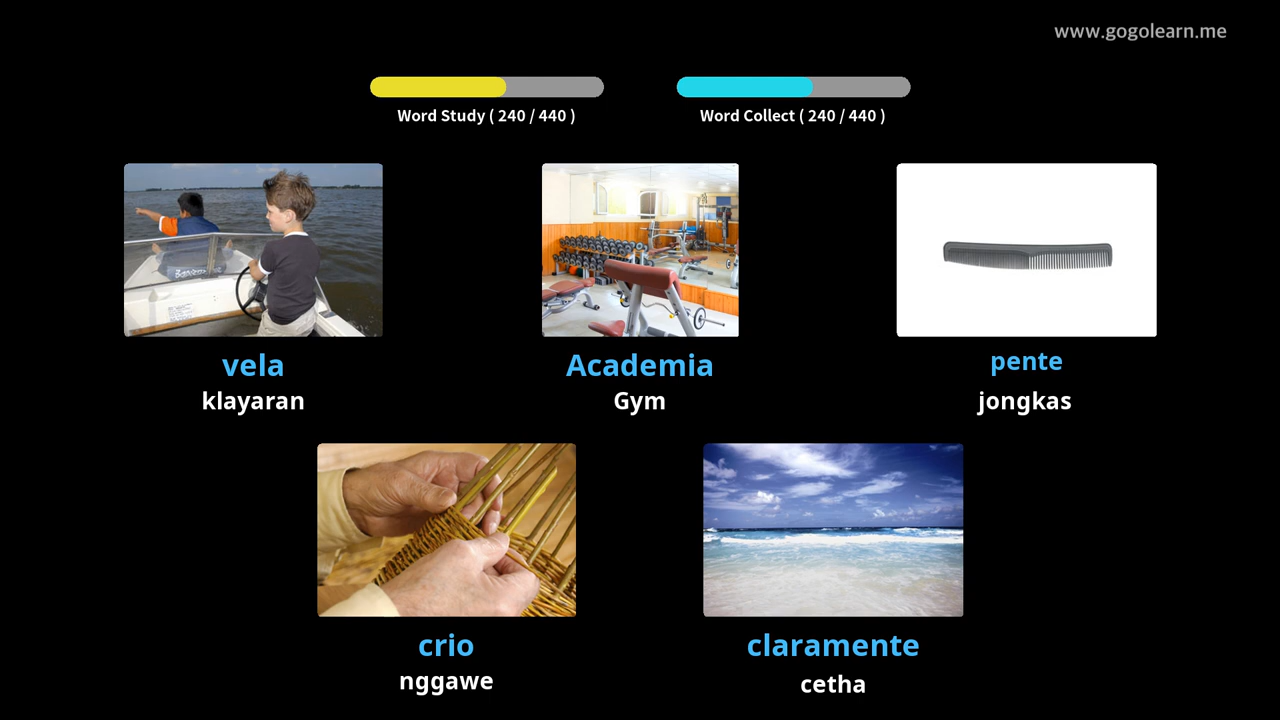 www.gogolearn.me
Word Study ( 240 / 440 )
Word Collect ( 240 / 440 )
vela
klayaran
Academia
Gym
pente
jongkas
crio
nggawe
claramente
cetha